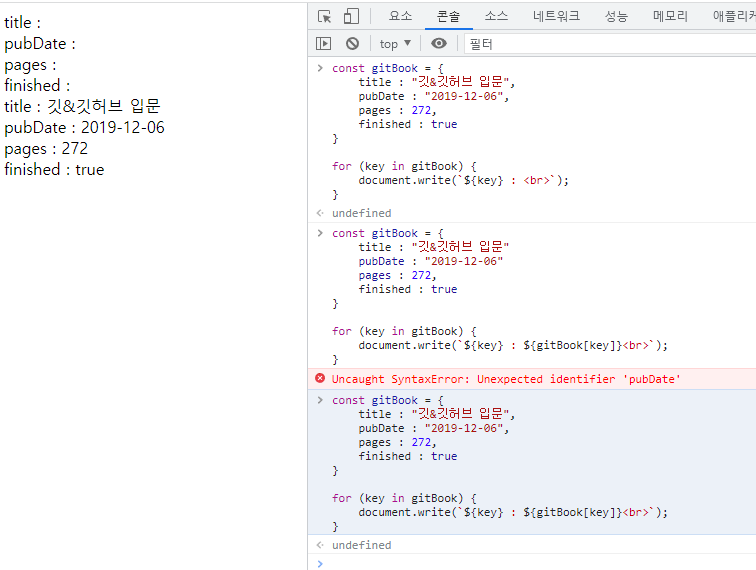 title :
pubDate :
pages :
finished :
title : 깃&깃허브 입문
pubDate : 2019-12-06
pages : 272
finished : true
요소 콘솔 소스 네트워크 성능 메모리 애플리케
top ▼ 필터
> const gitBook = {
title : "깃&깃허브 입문",
pubDate : "2019-12-06",
pages : 272,
finished : true
}
for (key in gitBook) {
document.write(`${key} : <br>`);
}
<· undefined
> const gitBook = {
title : "깃&깃허브 입문"
pubDate : "2019-12-06"
pages : 272,
finished : true
}
for (key in gitBook) {
document.write(`${key} : ${gitBook[key]}<br>`);
}
Uncaught SyntaxError: Unexpected identifier 'pubDate'
> const gitBook = {
title : "깃&깃허브 입문",
pubDate : "2019-12-06",
pages : 272,
finished : true
}
for (key in gitBook) {
document.write(`${key} : ${gitBook[key]}<br>`);
}
<· undefined
>